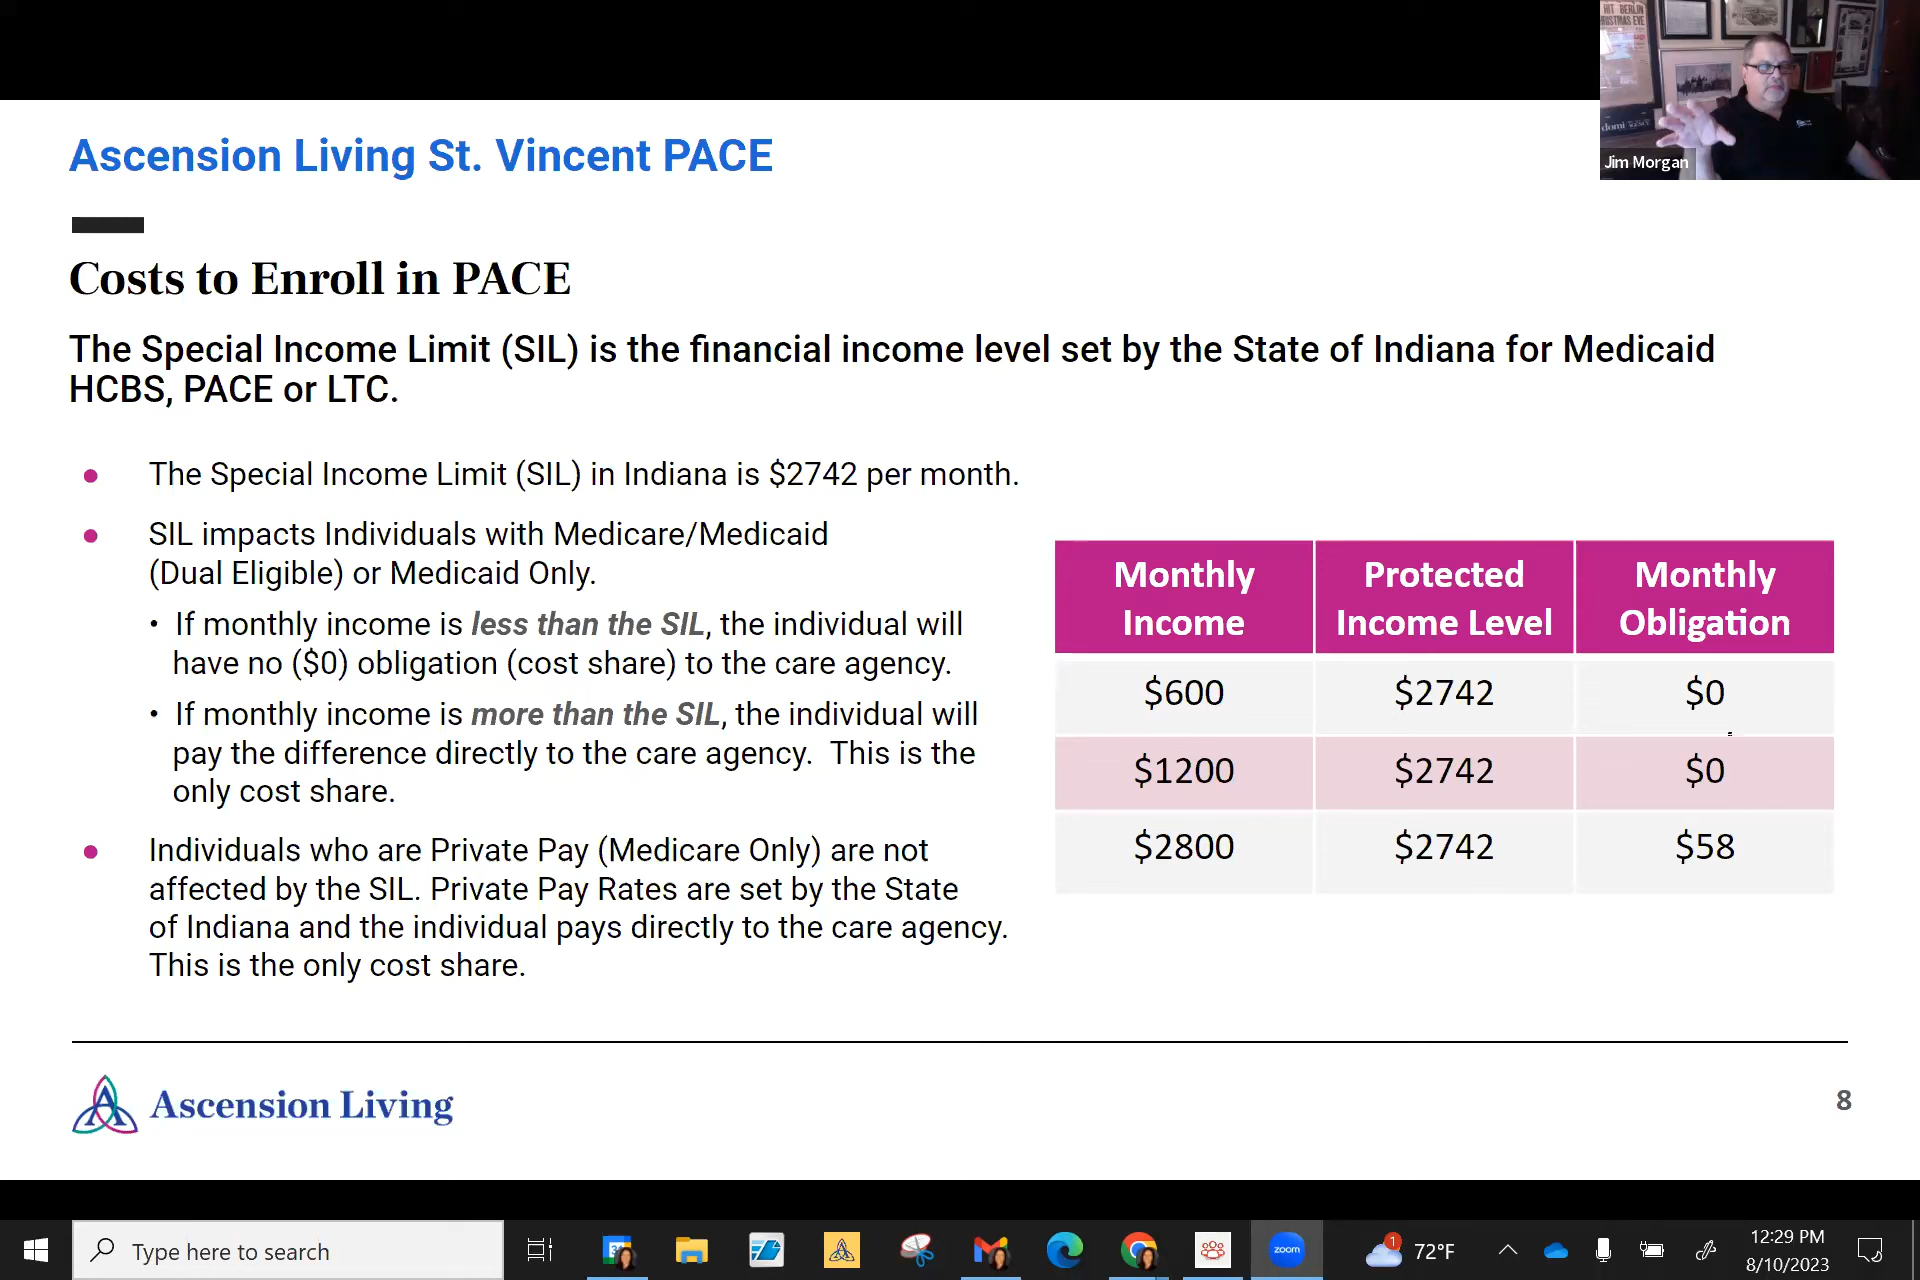 HIT BERLIN
CHRISTMAS EVE
Jim Morgan
Ascension Living St. Vincent PACE
Costs to Enroll in PACE
The Special Income Limit (SIL) is the financial income level set by the State of Indiana for Medicaid
HCBS, PACE or LTC.
• The Special Income Limit (SIL) in Indiana is $2742 per month.
• SIL impacts Individuals with Medicare/Medicaid
(Dual Eligible) or Medicaid Only.
• If monthly income is less than the SIL, the individual will
have no ($0) obligation (cost share) to the care agency.
• If monthly income is more than the SIL, the individual will
pay the difference directly to the care agency.  This is the
only cost share.
• Individuals who are Private Pay (Medicare Only) are not
affected by the SIL. Private Pay Rates are set by the State
of Indiana and the individual pays directly to the care agency.
This is the only cost share.
Monthly Income Protected Income Level Monthly Obligation
$600 $2742 $0
$1200 $2742 $0
$2800 $2742 $58
Ascension Living
8
Type here to search
zoom
1
72°F
12:29 PM
8/10/2023